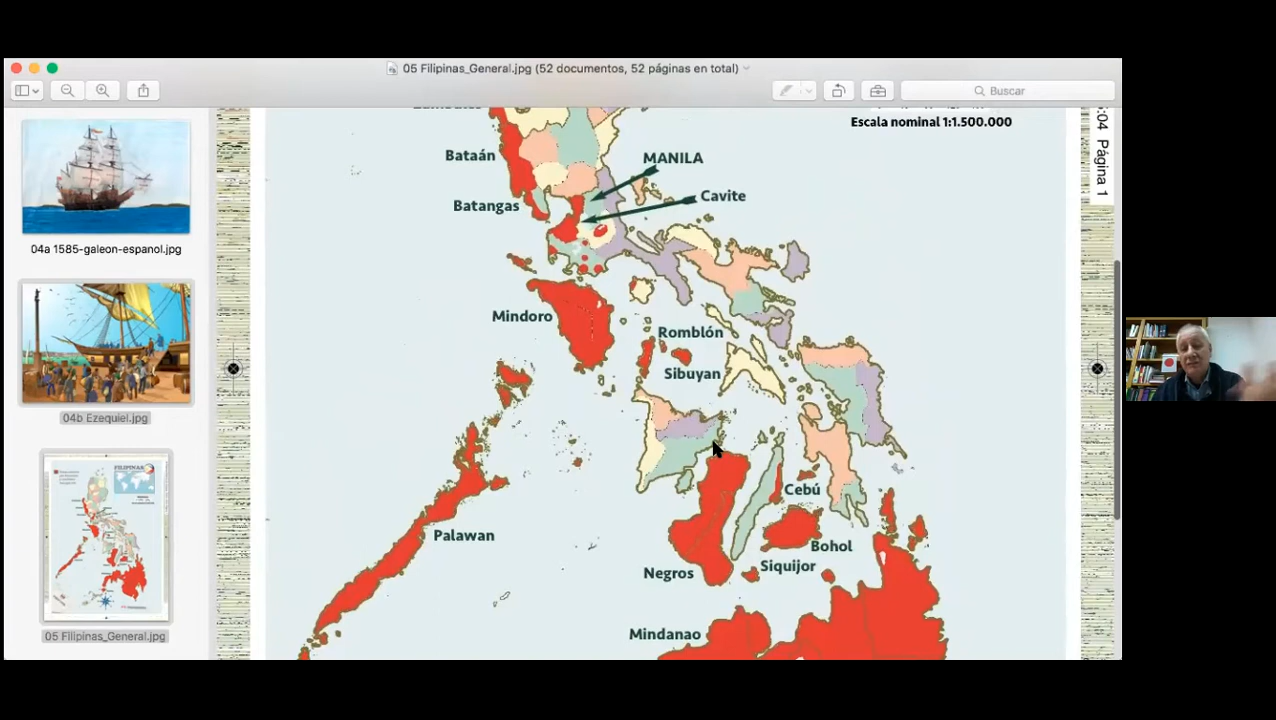 05 Filipinas_General.jpg (52 documentos, 52 páginas en total)
Buscar
04a 1585-galeon-espanol.jpg
04b Ezequiel.jpg
FILIPINAS
05 Filipinas_General.jpg
Escala nominal 1:1.500.000
:04 Página 1
Bataán
MANILA
Cavite
Batangas
Mindoro
Romblón
Sibuyan
Cebú
Palawan
Bohol
Siquijor
Negros
Mindanao